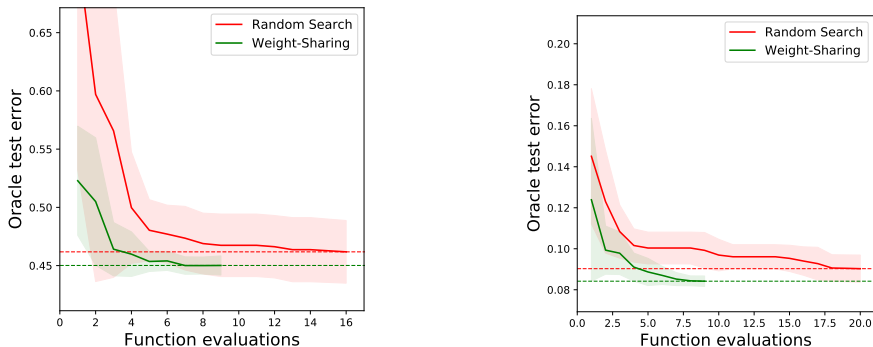 Random Search
Weight-Sharing
Oracle test error
0.65
0.60
0.55
0.50
0.45
0 2 4 6 8 10 12 14 16
Function evaluations
Random Search
Weight-Sharing
Oracle test error
0.20
0.18
0.16
0.14
0.12
0.10
0.08
0.0 2.5 5.0 7.5 10.0 12.5 15.0 17.5 20.0
Function evaluations